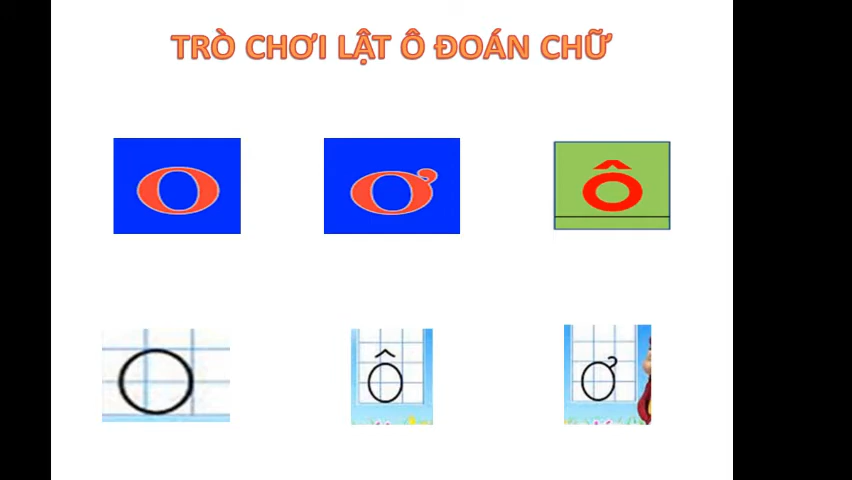 TRÒ CHƠI LẬT Ô ĐOÁN CHỮ
O Ơ Ô
O Ô Ơ